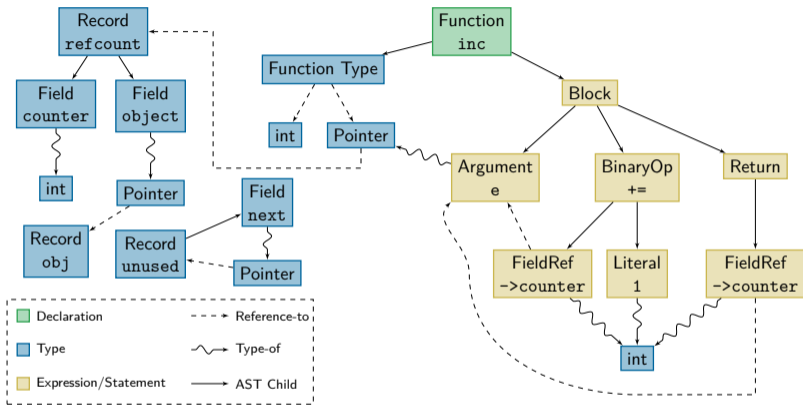 Record
refcount
Function
inc
Function Type
Field
counter
Field
object
Block
int
Pointer
int
Pointer
Argument
e
BinaryOp
+=
Return
Field
next
Record
obj
Record
unused
Pointer
FieldRef
->counter
Literal
1
FieldRef
->counter
int
Declaration
Reference-to
Type
Type-of
Expression/Statement
AST Child